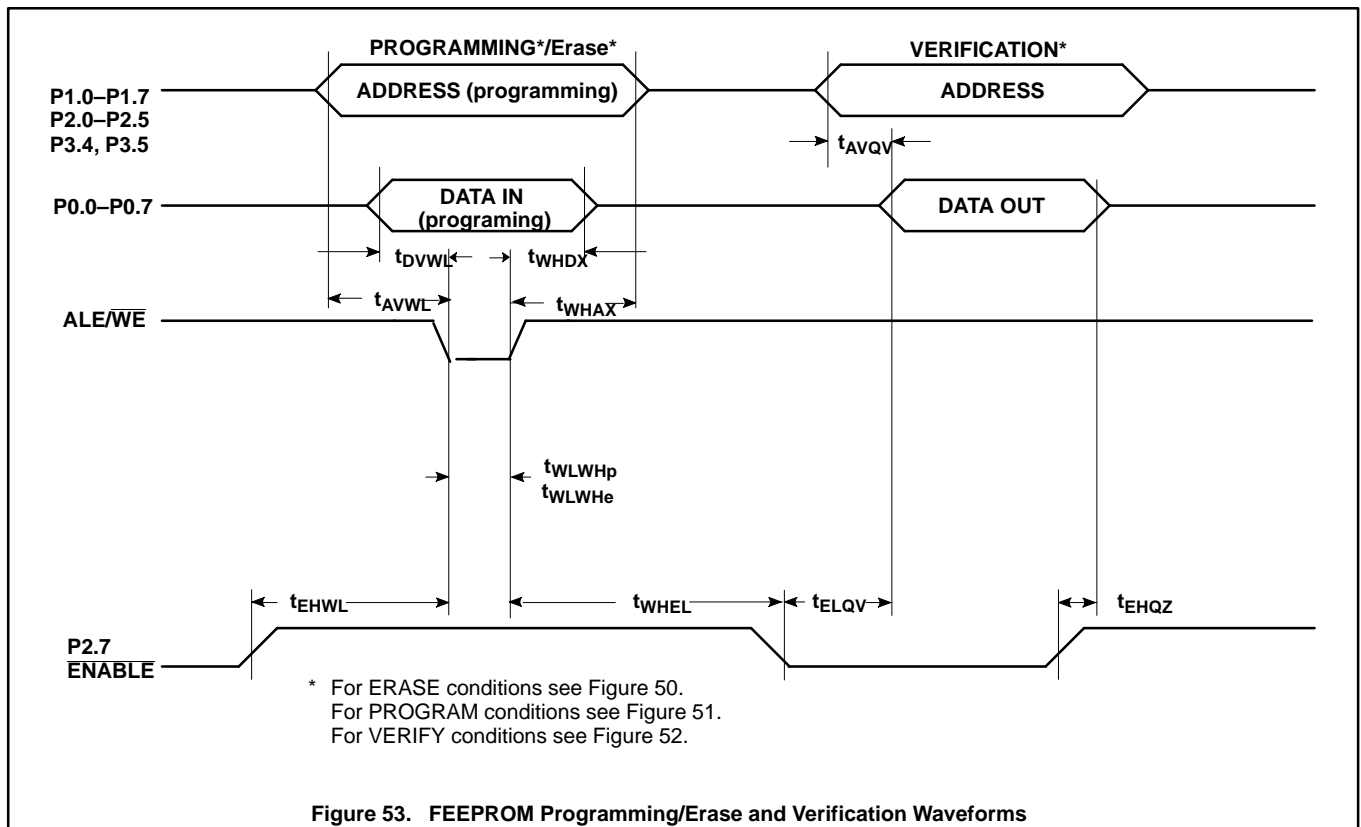 PROGRAMMING*/Erase*
VERIFICATION*
P1.0–P1.7
P2.0–P2.5
P3.4, P3.5
ADDRESS (programming)
ADDRESS
tAVQV
P0.0–P0.7
DATA IN
(programing)
DATA OUT
tDVWL
tWHDX
tAVWL
tWHAX
ALE/WE
tWLWHp
tWLWHe
tEHWL
tWHEL
tELQV
tEHQZ
P2.7
ENABLE
* For ERASE conditions see Figure 50.
For PROGRAM conditions see Figure 51.
For VERIFY conditions see Figure 52.
Figure 53. FEEPROM Programming/Erase and Verification Waveforms